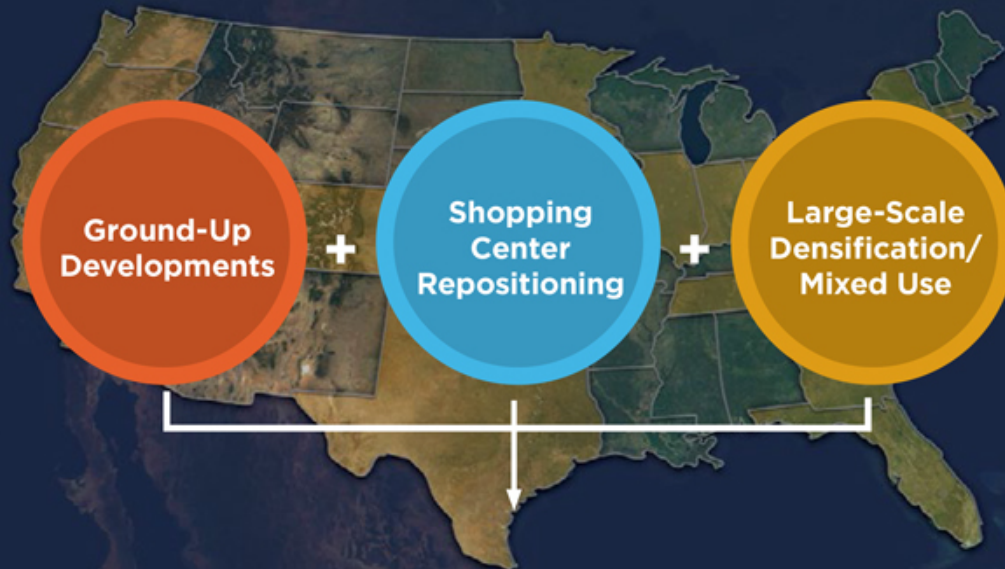 Ground-Up
Developments
+
Shopping
Center
Repositioning
+
Large-Scale
Densification/
Mixed Use